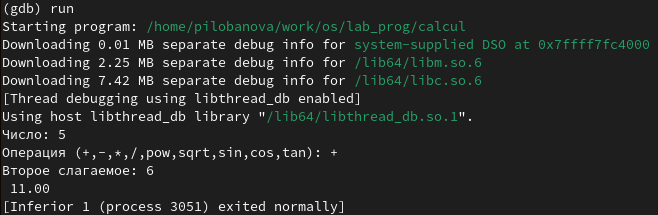 (gdb) run
Starting program: /home/pilobanova/work/os/lab_prog/calcul
Downloading 0.01 MB separate debug info for system-supplied DSO at 0x7ffff7fc4000
Downloading 2.25 MB separate debug info for /lib64/libm.so.6
Downloading 7.42 MB separate debug info for /lib64/libc.so.6
[Thread debugging using libthread_db enabled]
Using host libthread_db library "/lib64/libthread_db.so.1".
Число: 5
Операция (+,-,*,/,pow,sqrt,sin,cos,tan): +
Второе слагаемое: 6
 11.00
[Inferior 1 (process 3051) exited normally]